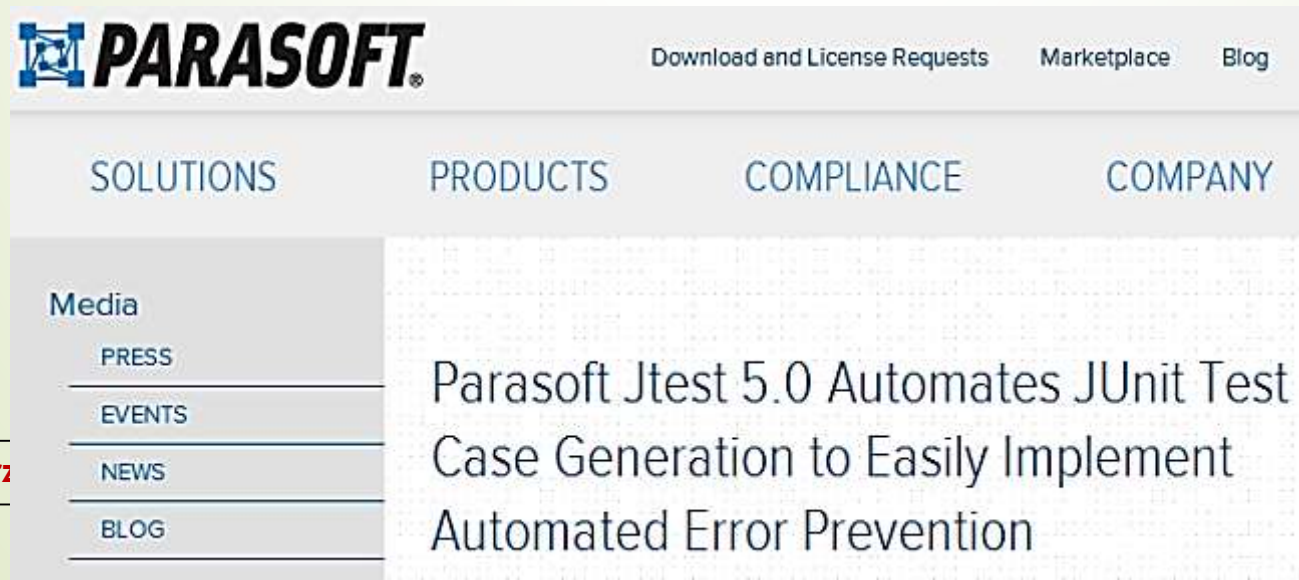 PARASOFT.
Download and License Requests Marketplace Blog
SOLUTIONS PRODUCTS COMPLIANCE COMPANY
Media
PRESS
EVENTS
NEWS
BLOG
Parasoft Jtest 5.0 Automates JUnit Test
Case Generation to Easily Implement
Automated Error Prevention